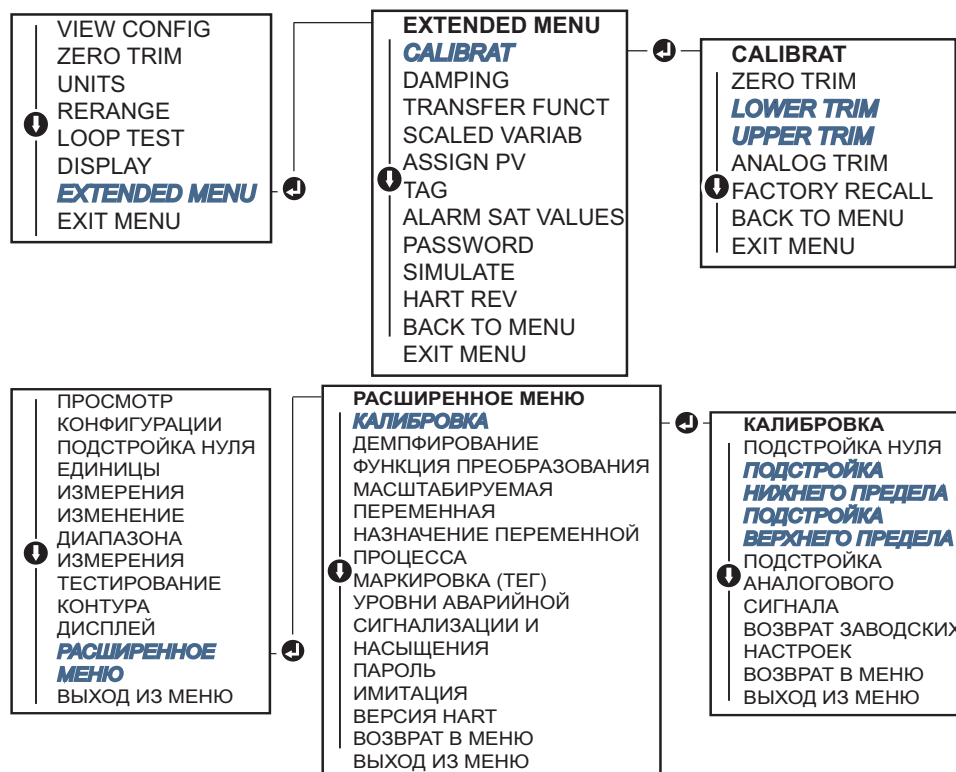 VIEW CONFIG
ZERO TRIM
UNITS
RERANGE
LOOP TEST
DISPLAY
EXTENDED MENU
EXIT MENU
EXTENDED MENU
CALIBRAT
DAMPING
TRANSFER FUNCT
SCALED VARIAB
ASSIGN PV
TAG
ALARM SAT VALUES
PASSWORD
SIMULATE
HART REV
BACK TO MENU
EXIT MENU
CALIBRAT
ZERO TRIM
LOWER TRIM
UPPER TRIM
ANALOG TRIM
FACTORY RECALL
BACK TO MENU
EXIT MENU
ПРОСМОТР
КОНФИГУРАЦИИ
ПОДСТРОЙКА НУЛЯ
ЕДИНИЦЫ
ИЗМЕРЕНИЯ
ИЗМЕНЕНИЕ
ДИАПАЗОНА
ИЗМЕРЕНИЯ
ТЕСТИРОВАНИЕ
КОНТУРА
ДИСПЛЕЙ
РАСШИРЕННОЕ
МЕНЮ
ВЫХОД ИЗ МЕНЮ
РАСШИРЕННОЕ МЕНЮ
КАЛИБРОВКА
ДЕМПФИРОВАНИЕ
ФУНКЦИЯ ПРЕОБРАЗОВАНИЯ
МАСШТАБИРУЕМАЯ
ПЕРЕМЕННАЯ
НАЗНАЧЕНИЕ ПЕРЕМЕННОЙ
ПРОЦЕССА
МАРКИРОВКА (ТЕГ)
УРОВНИ АВАРИЙНОЙ
СИГНАЛИЗАЦИИ И
НАСЫЩЕНИЯ
ПАРОЛЬ
ИМИТАЦИЯ
ВЕРСИЯ HART
ВОЗВРАТ В МЕНЮ
ВЫХОД ИЗ МЕНЮ
КАЛИБРОВКА
ПОДСТРОЙКА НУЛЯ
ПОДСТРОЙКА
НИЖНЕГО ПРЕДЕЛА
ПОДСТРОЙКА
ВЕРХНЕГО ПРЕДЕЛА
ПОДСТРОЙКА
АНАЛОГОВОГО
СИГНАЛА
ВОЗВРАТ ЗАВОДСКИХ
НАСТРОЕК
ВОЗВРАТ В МЕНЮ
ВЫХОД ИЗ МЕНЮ